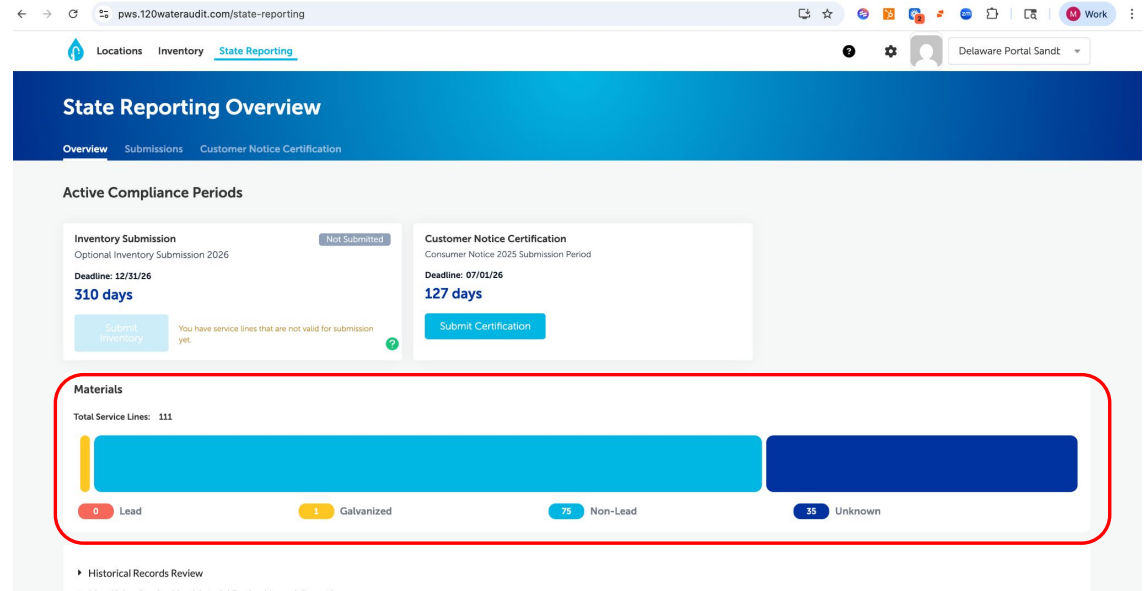 pws.120wateraudit.com/state-reporting
2
zm
M Work
Locations Inventory State Reporting
? Delaware Portal Sandb
State Reporting Overview
Overview Submissions Customer Notice Certification
Active Compliance Periods
Inventory Submission Not Submitted
Optional Inventory Submission 2026
Deadline: 12/31/26
310 days
Submit
Inventory
You have service lines that are not valid for submission
yet.
?
Customer Notice Certification
Consumer Notice 2025 Submission Period
Deadline: 07/01/26
127 days
Submit Certification
Materials
Total Service Lines: 111
0 Lead 1 Galvanized 75 Non-Lead 35 Unknown
Historical Records Review